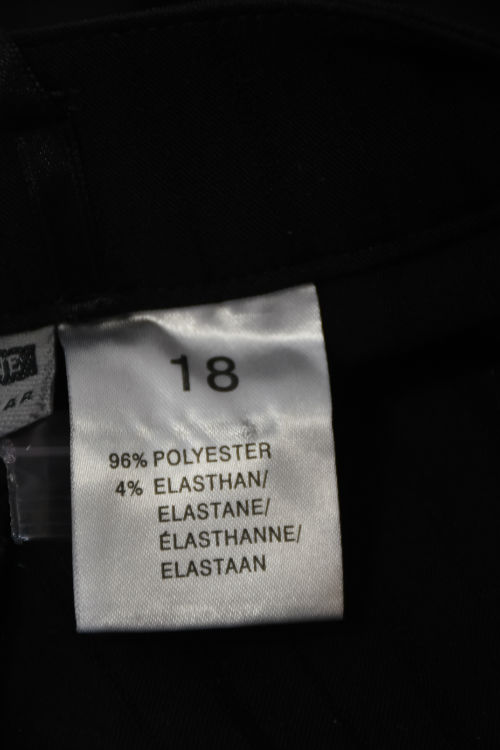 18
96% POLYESTER
4% ELASTHAN/
ELASTANE/
ÉLASTHANNE/
ELASTAAN